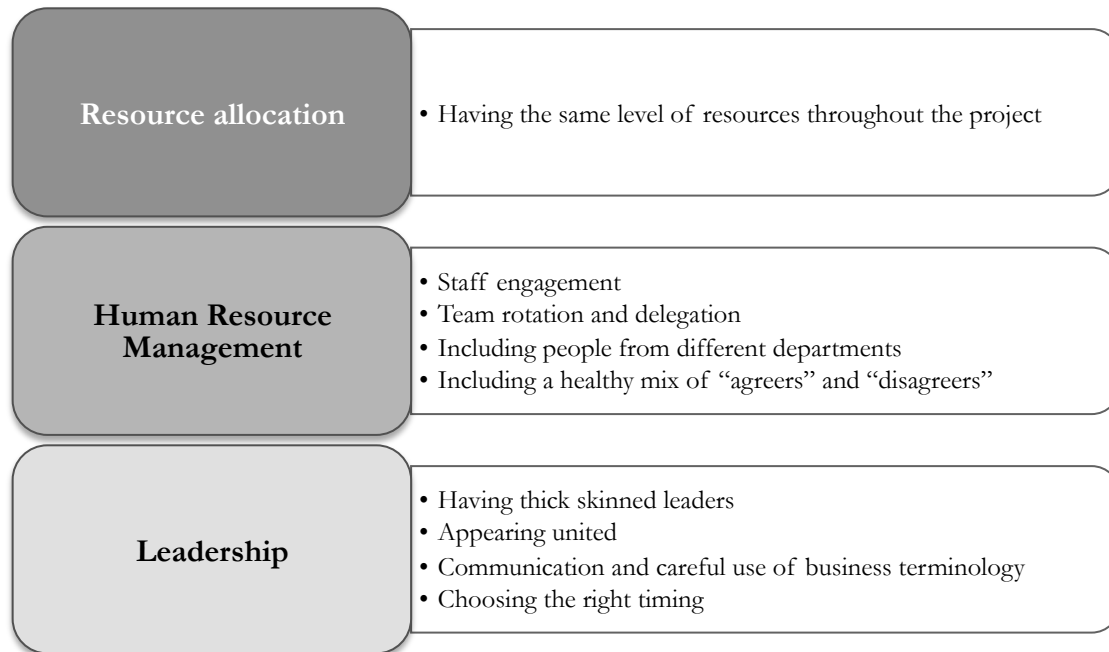 Resource allocation
• Having the same level of resources throughout the project
Human Resource
Management
• Staff engagement
• Team rotation and delegation
• Including people from different departments
• Including a healthy mix of “agreers” and “disagreers”
Leadership
• Having thick skinned leaders
• Appearing united
• Communication and careful use of business terminology
• Choosing the right timing